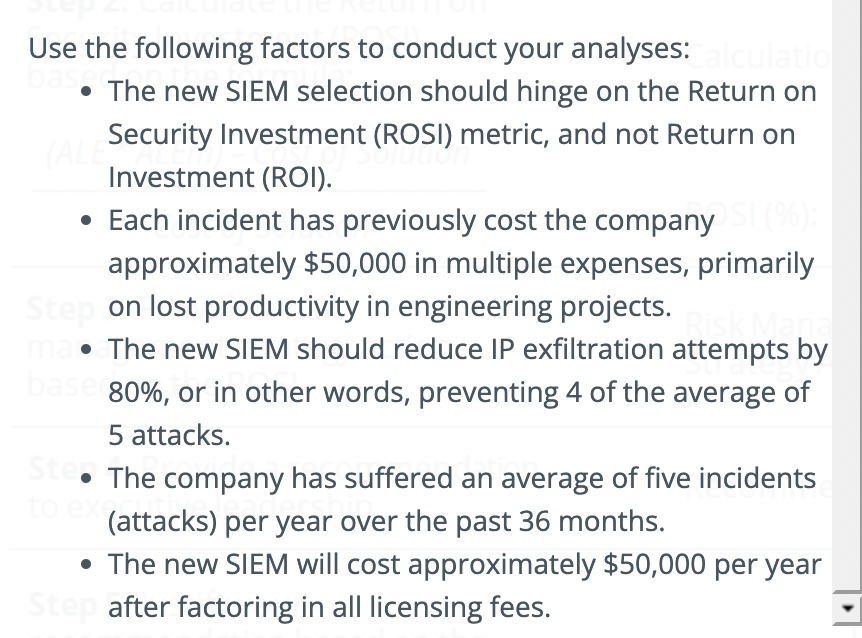 Use the following factors to conduct your analyses:
• The new SIEM selection should hinge on the Return on
Security Investment (ROSI) metric, and not Return on
Investment (ROI).
• Each incident has previously cost the company
approximately $50,000 in multiple expenses, primarily
on lost productivity in engineering projects.
• The new SIEM should reduce IP exfiltration attempts by
80%, or in other words, preventing 4 of the average of
5 attacks.
• The company has suffered an average of five incidents
(attacks) per year over the past 36 months.
• The new SIEM will cost approximately $50,000 per year
after factoring in all licensing fees.